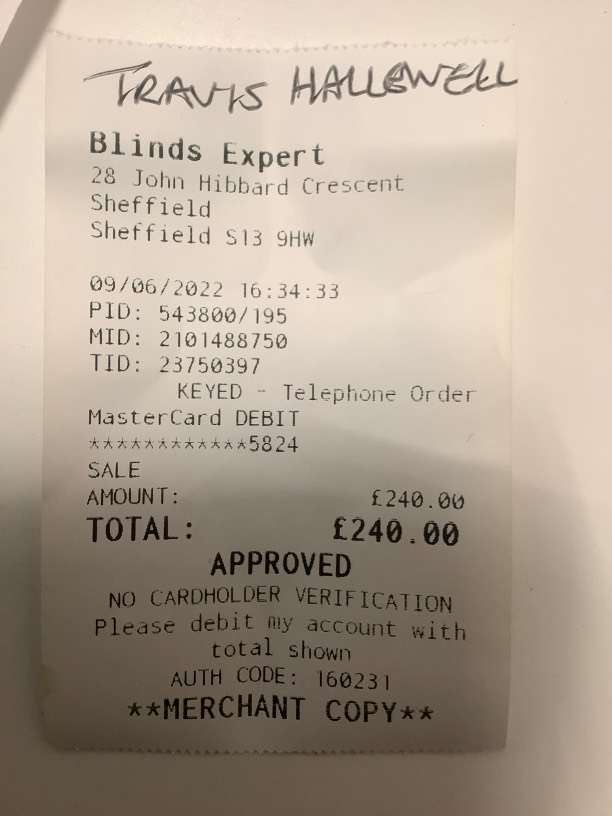 TRAVIS HALLEWELL
Blinds Expert
28 John Hibbard Crescent
Sheffield
Sheffield S13 9HW
09/06/2022 16:34:33
PID: 543800/195
MID: 2101488750
TID: 23750397
KEYED - Telephone Order
MasterCard DEBIT
************5824
SALE
AMOUNT: £240.00
TOTAL: £240.00
APPROVED
NO CARDHOLDER VERIFICATION
Please debit my account with
total shown
AUTH CODE: 160231
**MERCHANT COPY**